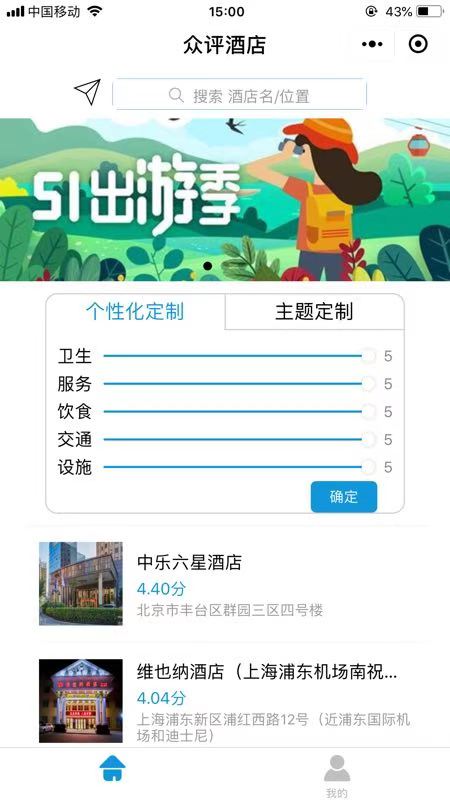 中国移动
15:00
43%
众评酒店
搜索 酒店名/位置
51出游季
个性化定制
主题定制
卫生 5
服务 5
饮食 5
交通 5
设施 5
确定
中乐六星酒店
4.40分
北京市丰台区群园三区四号楼
维也纳酒店（上海浦东机场南祝...
4.04分
上海浦东新区浦红西路12号（近浦东国际机
场和迪士尼）
我的